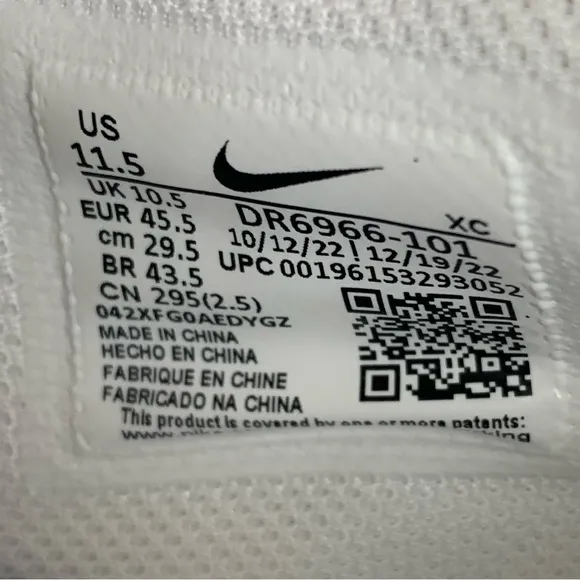 US
11.5
UK 10.5
EUR 45.5
cm 29.5
BR 43.5
CN 295(2.5)
XC
DR6966-101
10/12/22 ! 12/19/22
UPC 00196153293052
042XFG0AEDYGZ
MADE IN CHINA
HECHO EN CHINA
FABRIQUE EN CHINE
FABRICADO NA CHINA
This product is covered by one or more patents: